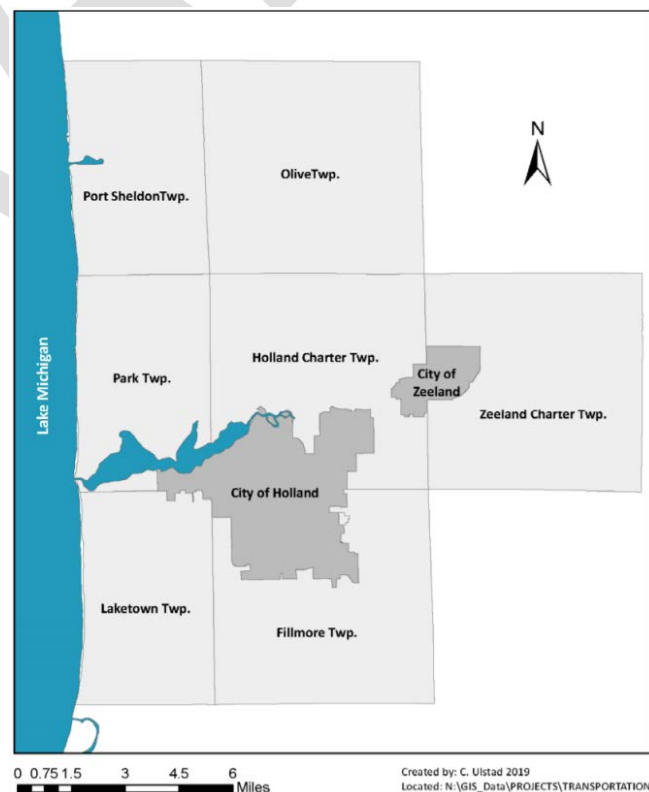 N
OliveTwp.
Port SheldonTwp.
Lake Michigan
Holland Charter Twp.
Park Twp.
City of
Zeeland
Zeeland Charter Twp.
City of Holland
Laketown Twp.
Fillmore Twp.
0 0.75 1.5 3 4.5 6
Miles
Created by: C. Ulstad 2019
Located: N:\GIS_Data\PROJECTS\TRANSPORTATION